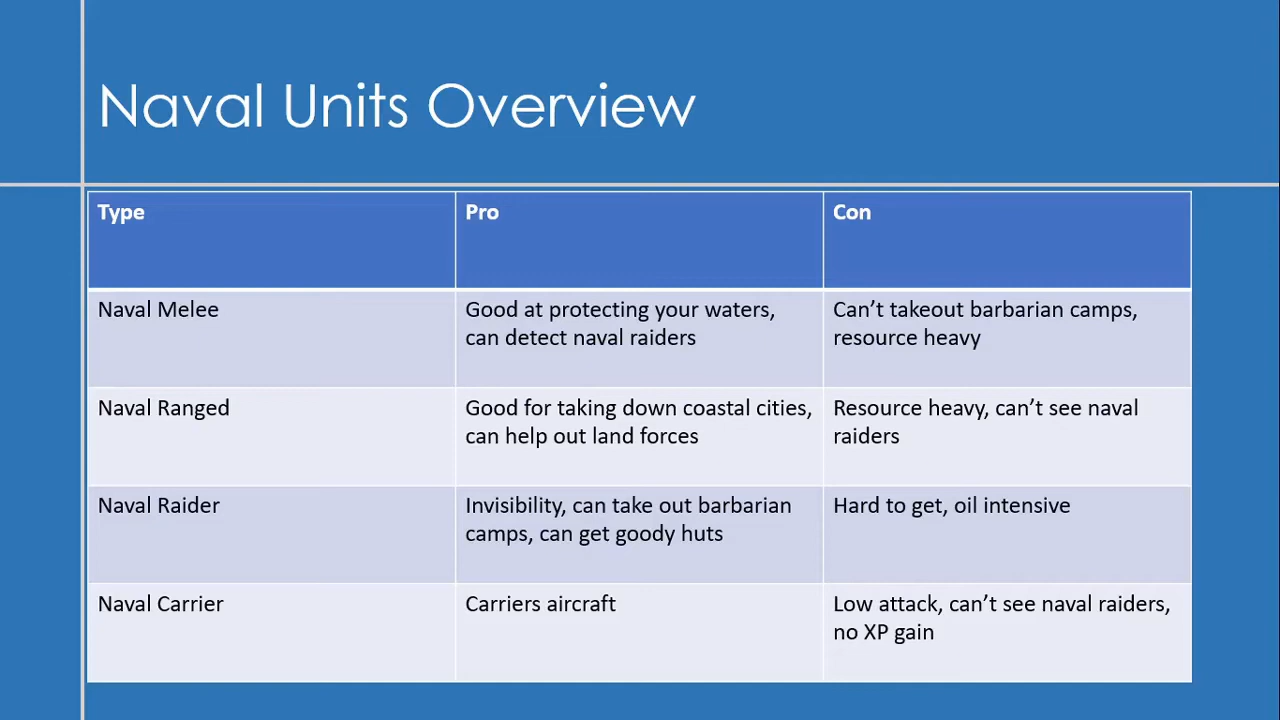 Naval Units Overview
Type
Pro
Con
Naval Melee
Good at protecting your waters,
can detect naval raiders
Can’t takeout barbarian camps,
resource heavy
Naval Ranged
Good for taking down coastal cities,
can help out land forces
Resource heavy, can’t see naval
raiders
Naval Raider
Invisibility, can take out barbarian
camps, can get goody huts
Hard to get, oil intensive
Naval Carrier
Carriers aircraft
Low attack, can’t see naval raiders,
no XP gain